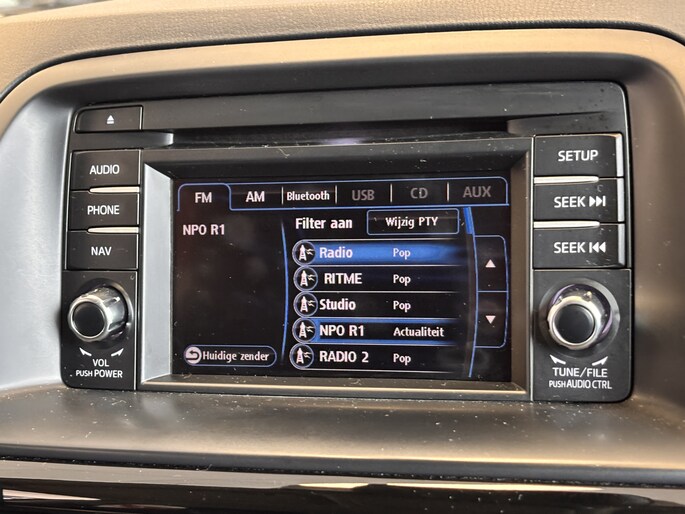 AUDIO
PHONE
NAV
VOL
PUSH POWER
FM AM Bluetooth USB CD AUX
NPO R1
Filter aan Wijzig PTY
Radio Pop
RITME Pop
Studio Pop
NPO R1 Actualiteit
RADIO 2 Pop
Huidige zender
SETUP
SEEK
SEEK
TUNE/FILE
PUSH AUDIO CTRL